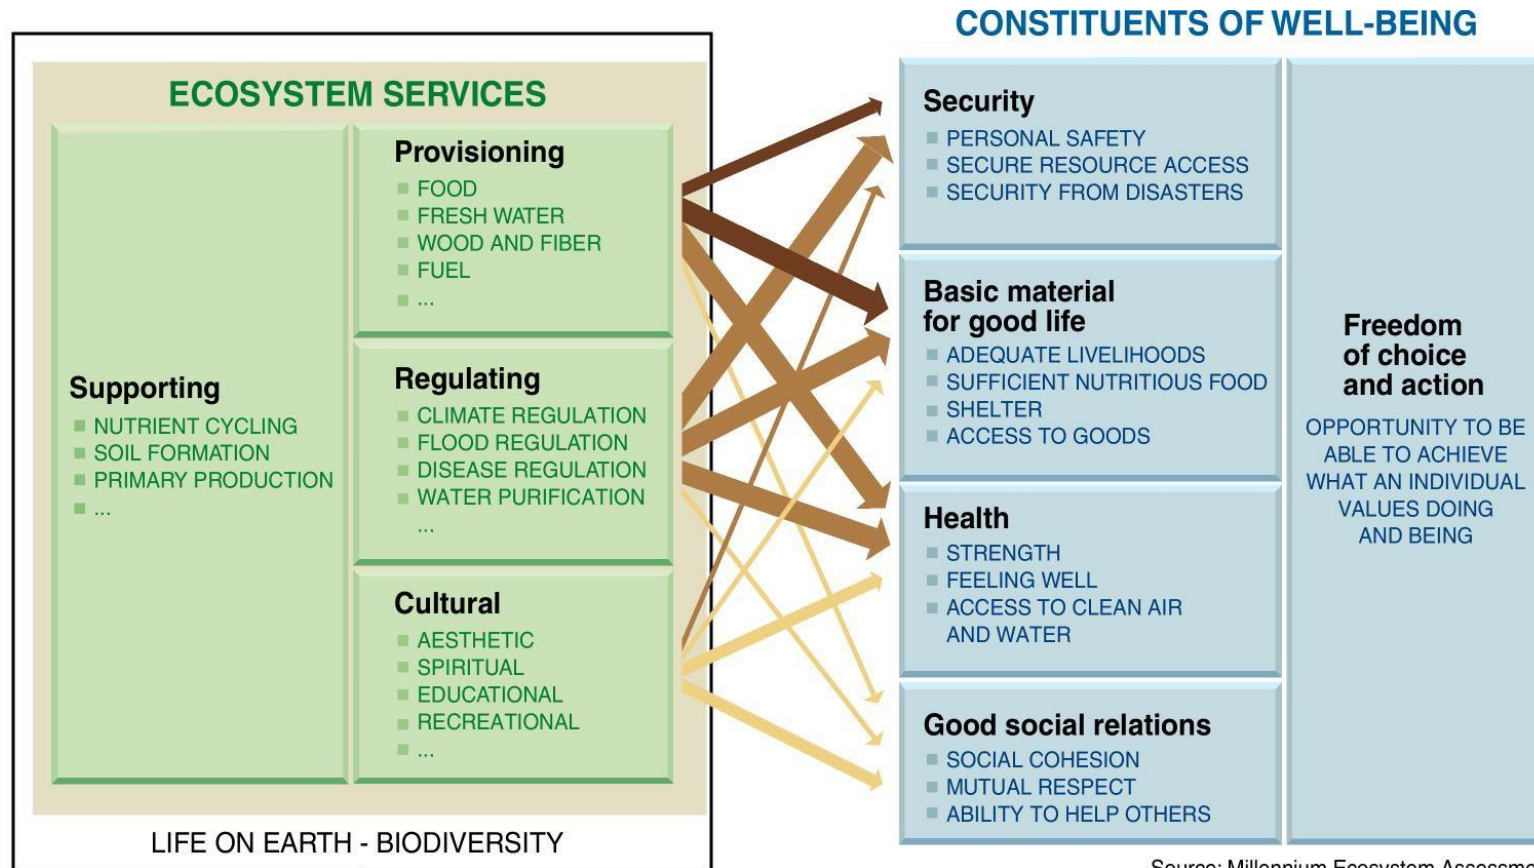 CONSTITUENTS OF WELL-BEING
ECOSYSTEM SERVICES
Supporting
NUTRIENT CYCLING
SOIL FORMATION
PRIMARY PRODUCTION
...
Provisioning
FOOD
FRESH WATER
WOOD AND FIBER
FUEL
...
Regulating
CLIMATE REGULATION
FLOOD REGULATION
DISEASE REGULATION
WATER PURIFICATION
...
Cultural
AESTHETIC
SPIRITUAL
EDUCATIONAL
RECREATIONAL
...
LIFE ON EARTH - BIODIVERSITY
Security
PERSONAL SAFETY
SECURE RESOURCE ACCESS
SECURITY FROM DISASTERS
Basic material
for good life
ADEQUATE LIVELIHOODS
SUFFICIENT NUTRITIOUS FOOD
SHELTER
ACCESS TO GOODS
Health
STRENGTH
FEELING WELL
ACCESS TO CLEAN AIR
AND WATER
Good social relations
SOCIAL COHESION
MUTUAL RESPECT
ABILITY TO HELP OTHERS
Freedom
of choice
and action
OPPORTUNITY TO BE
ABLE TO ACHIEVE
WHAT AN INDIVIDUAL
VALUES DOING
AND BEING
Source: Millennium Ecosystem